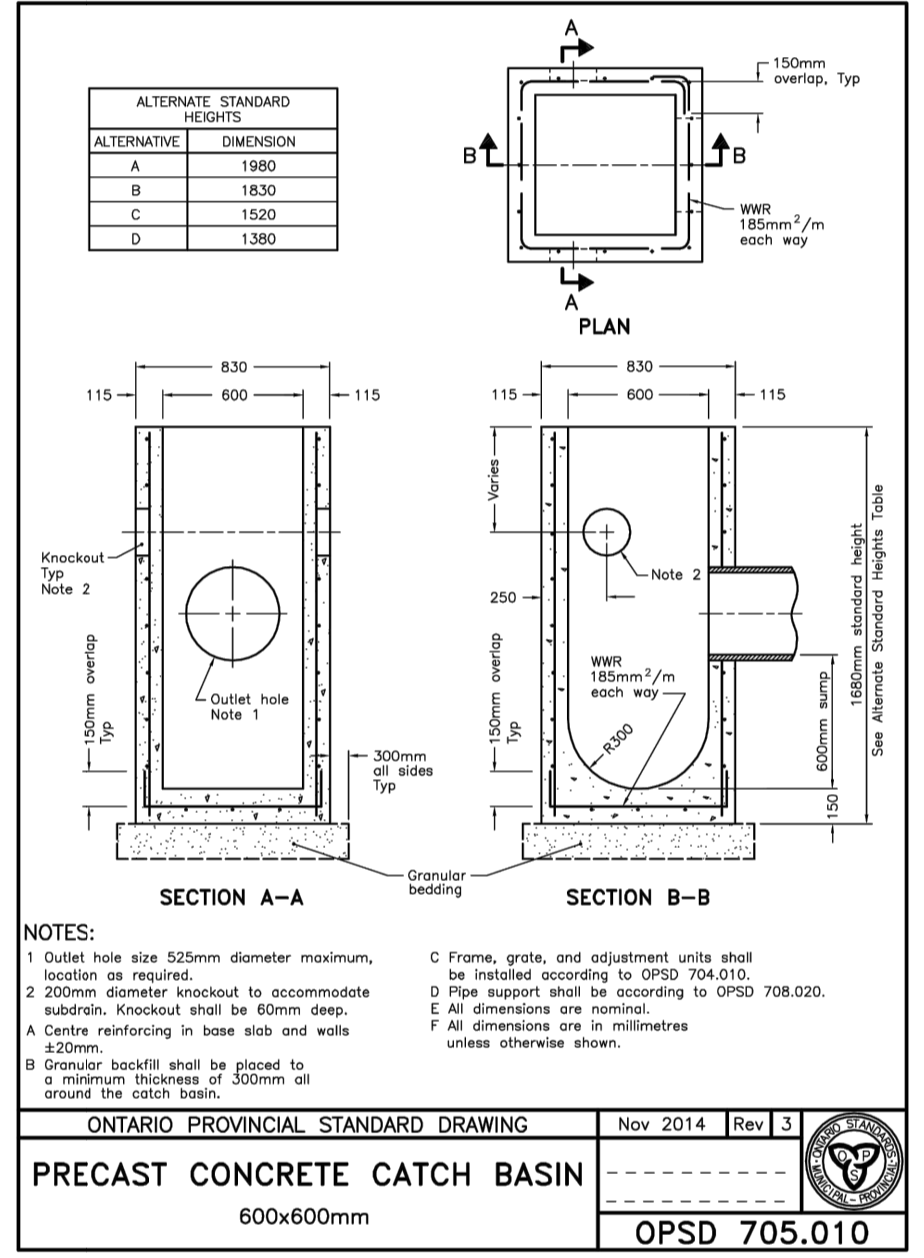 ALTERNATE STANDARD
HEIGHTS
ALTERNATIVE DIMENSION
A 1980
B 1830
C 1520
D 1380
A
150mm
overlap, Typ
B B
WWR
185mm²/m
each way
A
PLAN
830
115 600 115
Knockout
Typ
Note 2
Outlet hole
Note 1
150mm overlap
Typ
300mm
all sides
Typ
SECTION A–A
830
115 600 115
Varies
Note 2
250
WWR
185mm²/m
each way
150mm overlap
Typ
R300
600mm sump
150
1680mm standard height
See Alternate Standard Heights Table
Granular
bedding
SECTION B–B
NOTES:
1 Outlet hole size 525mm diameter maximum,
location as required.
2 200mm diameter knockout to accommodate
subdrain. Knockout shall be 60mm deep.
A Centre reinforcing in base slab and walls
±20mm.
B Granular backfill shall be placed to
a minimum thickness of 300mm all
around the catch basin.
C Frame, grate, and adjustment units shall
be installed according to OPSD 704.010.
D Pipe support shall be according to OPSD 708.020.
E All dimensions are nominal.
F All dimensions are in millimetres
unless otherwise shown.
ONTARIO PROVINCIAL STANDARD DRAWING
Nov 2014 Rev 3
PRECAST CONCRETE CATCH BASIN
600x600mm
OPSD 705.010
ONTARIO STANDARDS
MUNICIPAL – PROVINCIAL
O P
S